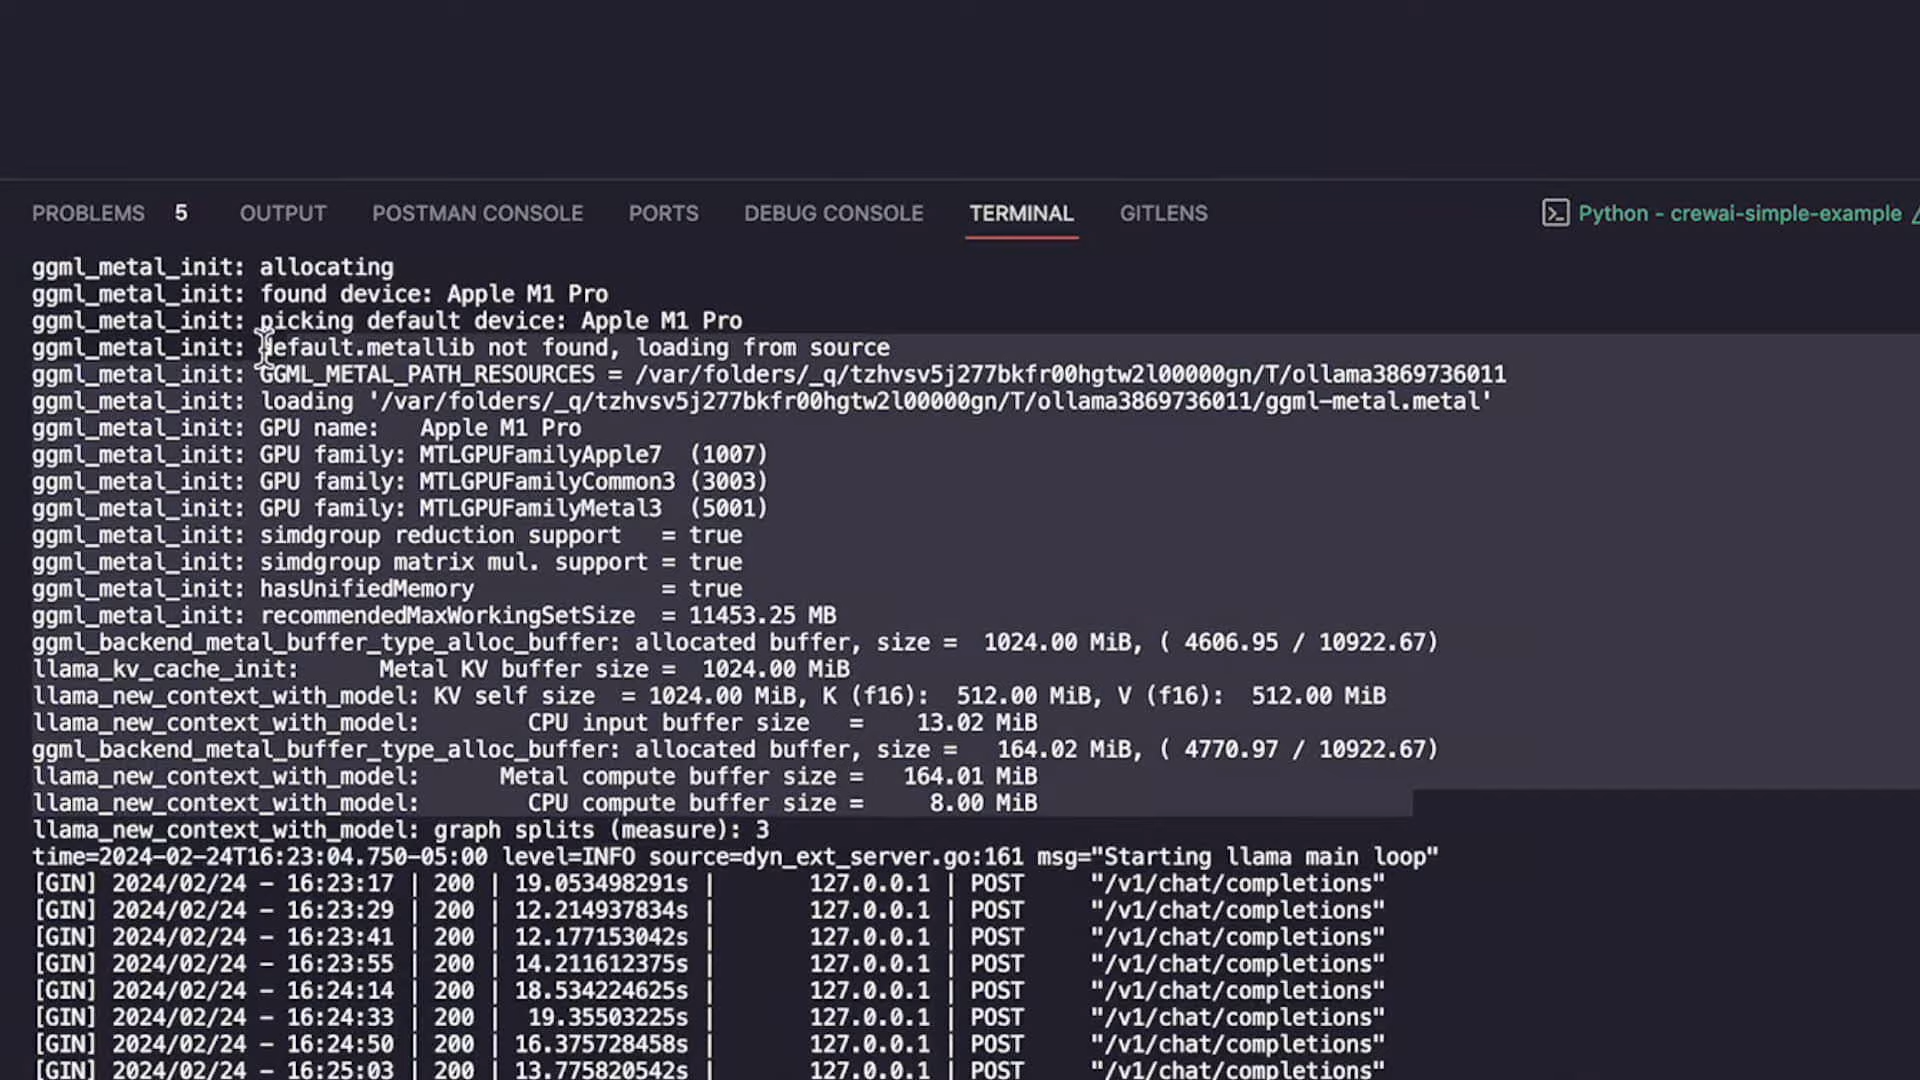 PROBLEMS 5 OUTPUT POSTMAN CONSOLE PORTS DEBUG CONSOLE TERMINAL GITLENS Python - crewai-simple-example
ggml_metal_init: allocating
ggml_metal_init: found device: Apple M1 Pro
ggml_metal_init: picking default device: Apple M1 Pro
ggml_metal_init: default.metallib not found, loading from source
ggml_metal_init: GGML_METAL_PATH_RESOURCES = /var/folders/_q/tzhvsv5j277bkfr00hgtw2l00000gn/T/ollama3869736011
ggml_metal_init: loading '/var/folders/_q/tzhvsv5j277bkfr00hgtw2l00000gn/T/ollama3869736011/ggml-metal.metal'
ggml_metal_init: GPU name:   Apple M1 Pro
ggml_metal_init: GPU family: MTLGPUFamilyApple7  (1007)
ggml_metal_init: GPU family: MTLGPUFamilyCommon3 (3003)
ggml_metal_init: GPU family: MTLGPUFamilyMetal3  (5001)
ggml_metal_init: simdgroup reduction support   = true
ggml_metal_init: simdgroup matrix mul. support = true
ggml_metal_init: hasUnifiedMemory              = true
ggml_metal_init: recommendedMaxWorkingSetSize  = 11453.25 MB
ggml_backend_metal_buffer_type_alloc_buffer: allocated buffer, size =  1024.00 MiB, ( 4606.95 / 10922.67)
llama_kv_cache_init:      Metal KV buffer size =  1024.00 MiB
llama_new_context_with_model: KV self size  = 1024.00 MiB, K (f16):  512.00 MiB, V (f16):  512.00 MiB
llama_new_context_with_model:        CPU input buffer size   =    13.02 MiB
ggml_backend_metal_buffer_type_alloc_buffer: allocated buffer, size =   164.02 MiB, ( 4770.97 / 10922.67)
llama_new_context_with_model:      Metal compute buffer size =   164.01 MiB
llama_new_context_with_model:        CPU compute buffer size =     8.00 MiB
llama_new_context_with_model: graph splits (measure): 3
time=2024-02-24T16:23:04.750-05:00 level=INFO source=dyn_ext_server.go:161 msg="Starting llama main loop"
[GIN] 2024/02/24 - 16:23:17 | 200 | 19.053498291s |       127.0.0.1 | POST     "/v1/chat/completions"
[GIN] 2024/02/24 - 16:23:29 | 200 | 12.214937834s |       127.0.0.1 | POST     "/v1/chat/completions"
[GIN] 2024/02/24 - 16:23:41 | 200 | 12.177153042s |       127.0.0.1 | POST     "/v1/chat/completions"
[GIN] 2024/02/24 - 16:23:55 | 200 | 14.211612375s |       127.0.0.1 | POST     "/v1/chat/completions"
[GIN] 2024/02/24 - 16:24:14 | 200 | 18.534224625s |       127.0.0.1 | POST     "/v1/chat/completions"
[GIN] 2024/02/24 - 16:24:33 | 200 |  19.35503225s |       127.0.0.1 | POST     "/v1/chat/completions"
[GIN] 2024/02/24 - 16:24:50 | 200 | 16.375728458s |       127.0.0.1 | POST     "/v1/chat/completions"
[GIN] 2024/02/24 - 16:25:03 | 200 | 13.775820542s |       127.0.0.1 | POST     "/v1/chat/completions"